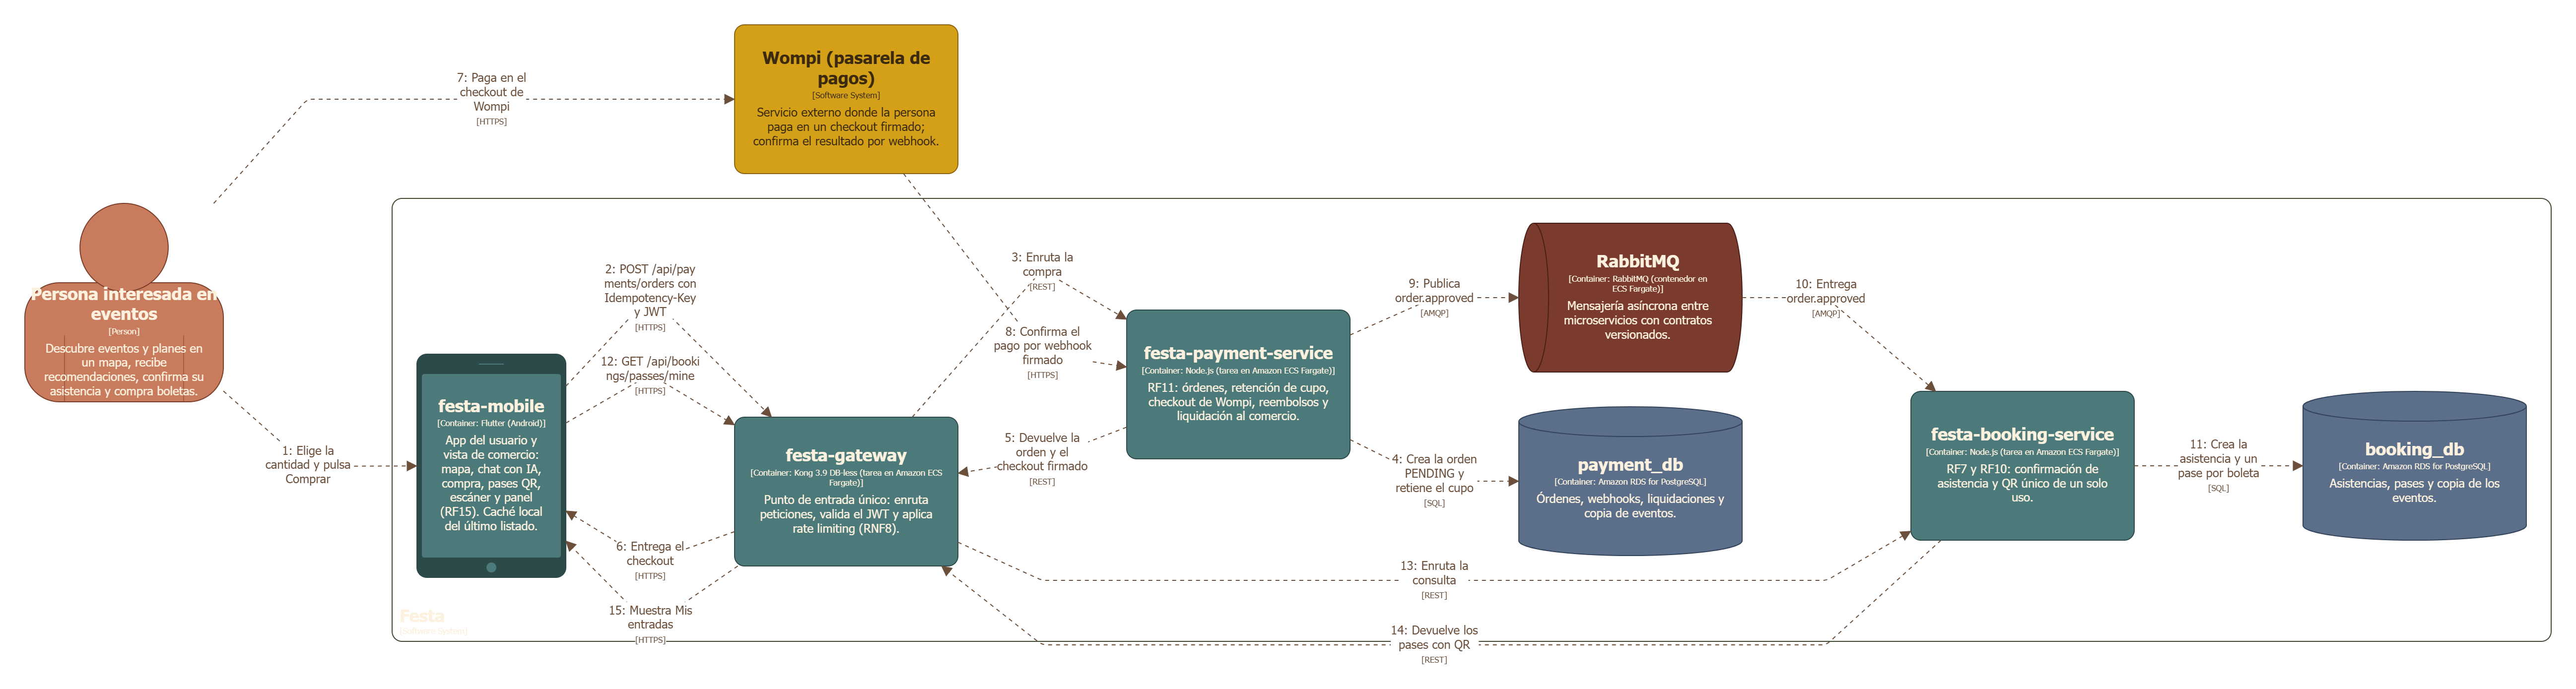 Wompi (pasarela de
pagos)
[Software System]
Servicio externo donde la persona
paga en un checkout firmado;
confirma el resultado por webhook.
7: Paga en el
checkout de
Wompi
[HTTPS]
Persona interesada en
eventos
[Person]
Descubre eventos y planes en
un mapa, recibe
recomendaciones, confirma su
asistencia y compra boletas.
1: Elige la
cantidad y pulsa
Comprar
festa-mobile
[Container: Flutter (Android)]
App del usuario y
vista de comercio:
mapa, chat con IA,
compra, pases QR,
escáner y panel
(RF15). Caché local
del último listado.
2: POST /api/pay
ments/orders con
Idempotency-Key
y JWT
[HTTPS]
12: GET /api/booki
ngs/passes/mine
[HTTPS]
festa-gateway
[Container: Kong 3.9 DB-less (tarea en Amazon ECS
Fargate)]
Punto de entrada único: enruta
peticiones, valida el JWT y aplica
rate limiting (RNF8).
6: Entrega el
checkout
[HTTPS]
15: Muestra Mis
entradas
[HTTPS]
3: Enruta la
compra
[REST]
8: Confirma el
pago por webhook
firmado
[HTTPS]
5: Devuelve la
orden y el
checkout firmado
[REST]
festa-payment-service
[Container: Node.js (tarea en Amazon ECS Fargate)]
RF11: órdenes, retención de cupo,
checkout de Wompi, reembolsos y
liquidación al comercio.
9: Publica
order.approved
[AMQP]
4: Crea la orden
PENDING y
retiene el cupo
[SQL]
RabbitMQ
[Container: RabbitMQ (contenedor en
ECS Fargate)]
Mensajería asíncrona entre
microservicios con contratos
versionados.
payment_db
[Container: Amazon RDS for PostgreSQL]
Órdenes, webhooks, liquidaciones y
copia de eventos.
10: Entrega
order.approved
[AMQP]
festa-booking-service
[Container: Node.js (tarea en Amazon ECS Fargate)]
RF7 y RF10: confirmación de
asistencia y QR único de un solo
uso.
11: Crea la
asistencia y un
pase por boleta
[SQL]
booking_db
[Container: Amazon RDS for PostgreSQL]
Asistencias, pases y copia de los
eventos.
13: Enruta la
consulta
[REST]
14: Devuelve los
pases con QR
[REST]
Festa
[Software System]